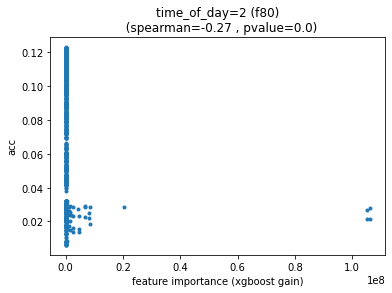 time_of_day=2 (f80)
(spearman=-0.27 , pvalue=0.0)
acc
0.12
0.10
0.08
0.06
0.04
0.02
0.0 0.2 0.4 0.6 0.8 1.0
1e8
feature importance (xgboost gain)